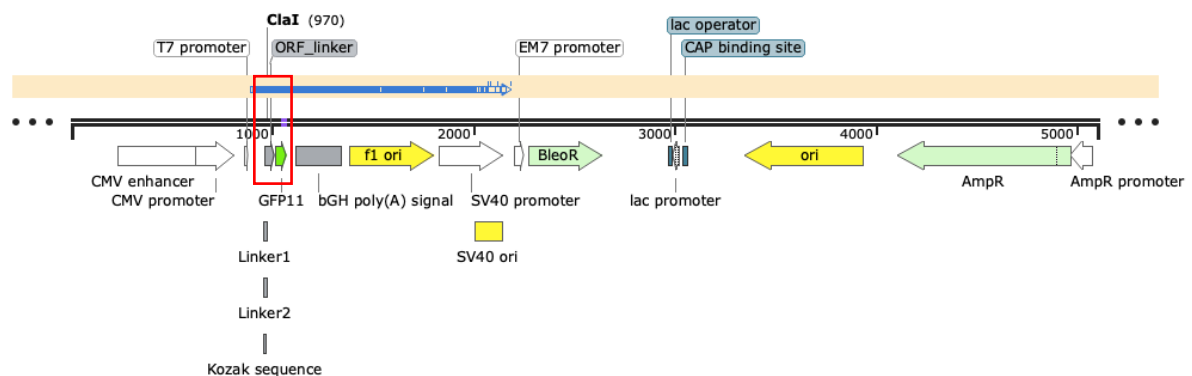 ClaI (970)
lac operator
T7 promoter
ORF_linker
EM7 promoter
CAP binding site
1000
2000
3000
4000
5000
f1 ori
BleoR
ori
CMV enhancer
AmpR
AmpR promoter
CMV promoter
GFP11
bGH poly(A) signal
SV40 promoter
lac promoter
Linker1
SV40 ori
Linker2
Kozak sequence